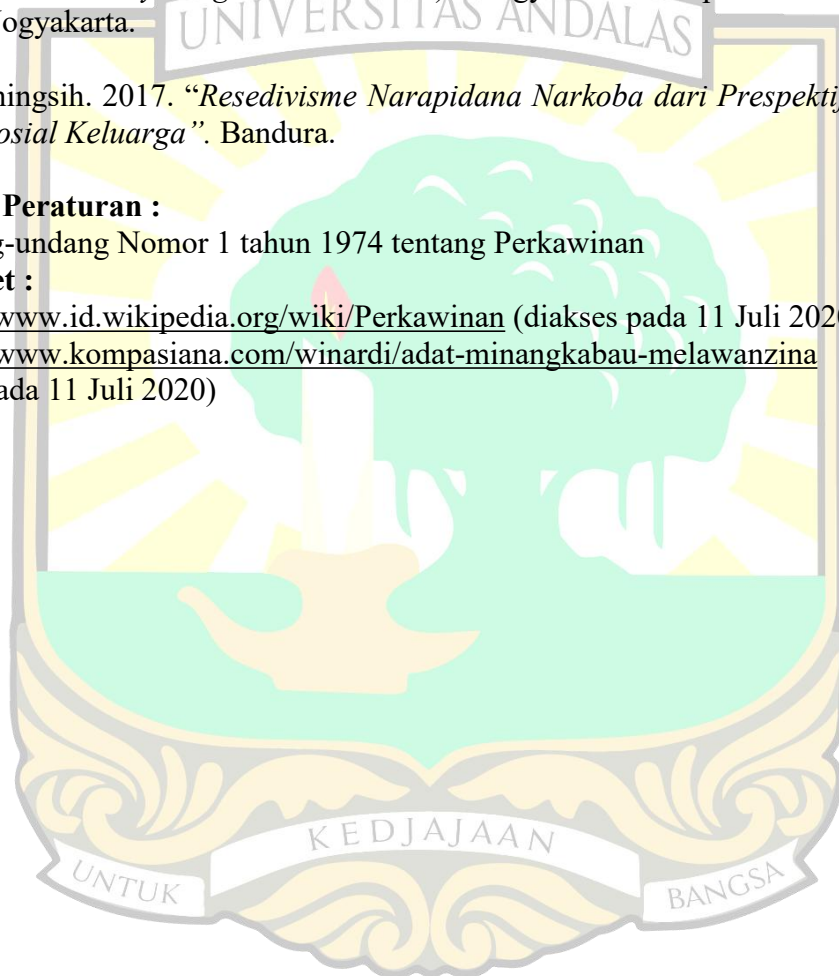 Yogyakarta.
UNIVERSITAS ANDALAS
ningsih. 2017. “Resedivisme Narapidana Narkoba dari Prespektif
osial Keluarga”. Bandura.
Peraturan :
g-undang Nomor 1 tahun 1974 tentang Perkawinan
et :
www.id.wikipedia.org/wiki/Perkawinan (diakses pada 11 Juli 2020
www.kompasiana.com/winardi/adat-minangkabau-melawanzina
ada 11 Juli 2020)
KEDJAJAAN
UNTUK
BANGSA